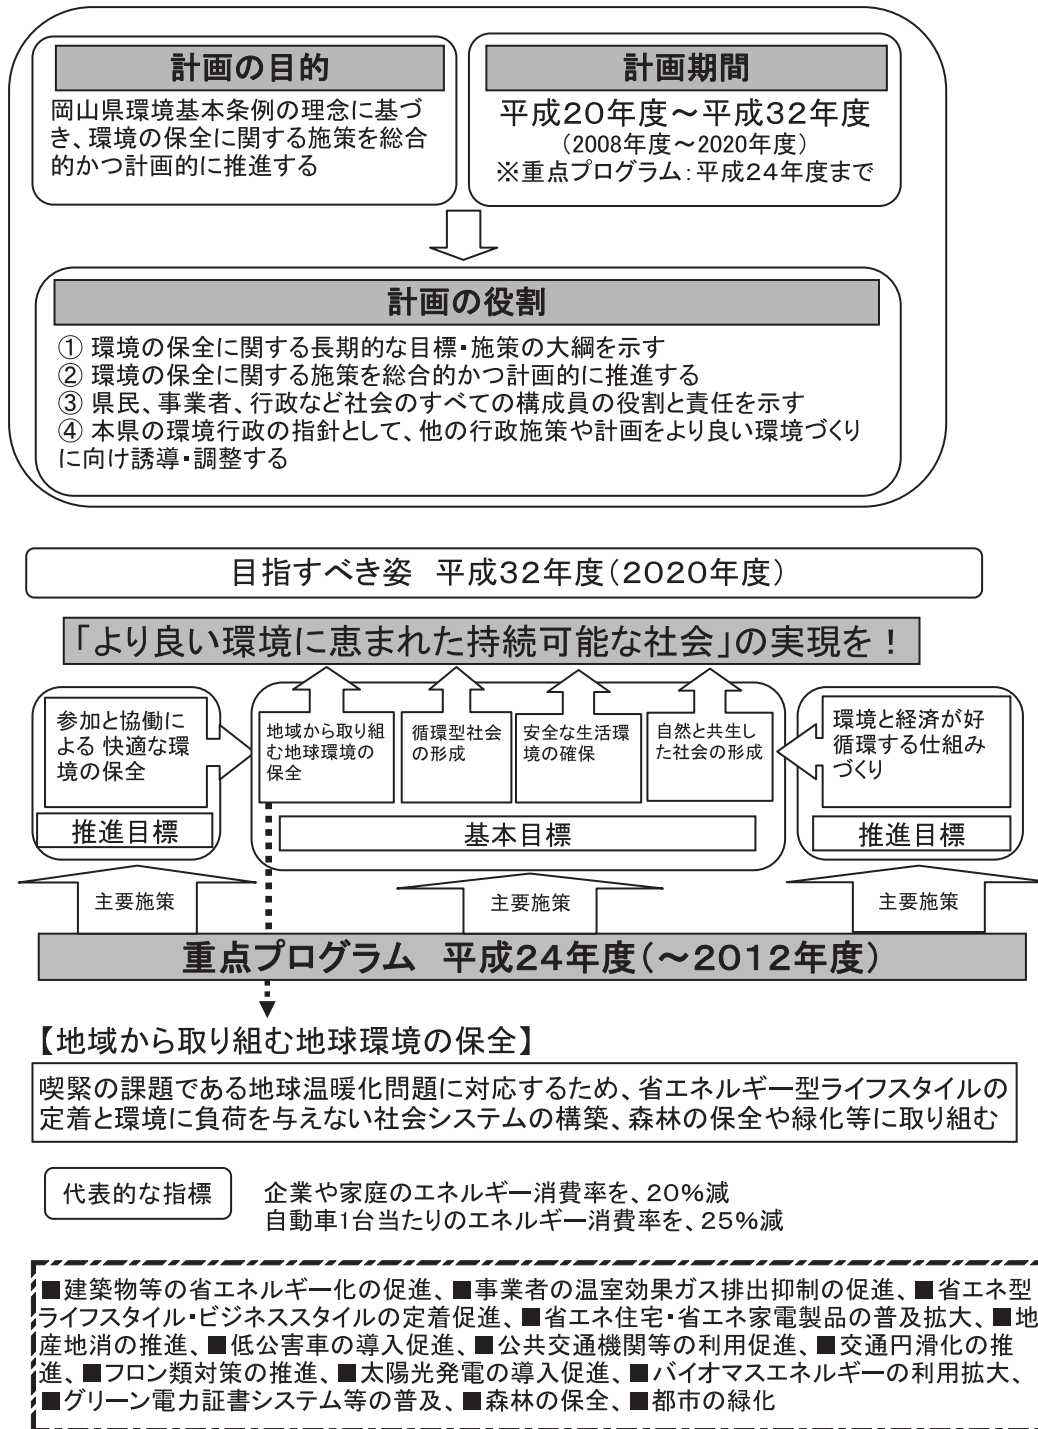 計画の目的
岡山県環境基本条例の理念に基づ
き、環境の保全に関する施策を総合
的かつ計画的に推進する
計画期間
平成20年度～平成32年度
(2008年度～2020年度)
※重点プログラム:平成24年度まで
計画の役割
① 環境の保全に関する長期的な目標・施策の大綱を示す
② 環境の保全に関する施策を総合的かつ計画的に推進する
③ 県民、事業者、行政など社会のすべての構成員の役割と責任を示す
④ 本県の環境行政の指針として、他の行政施策や計画をより良い環境づくり
に向け誘導・調整する
目指すべき姿 平成32年度(2020年度)
「より良い環境に恵まれた持続可能な社会」の実現を！
参加と協働に
よる 快適な環
境の保全
推進目標
地域から取り組
む地球環境の
保全
循環型社会
の形成
安全な生活環
境の確保
自然と共生し
た社会の形成
基本目標
環境と経済が好
循環する仕組み
づくり
推進目標
主要施策
主要施策
主要施策
重点プログラム 平成24年度(～2012年度)
【地域から取り組む地球環境の保全】
喫緊の課題である地球温暖化問題に対応するため、省エネルギー型ライフスタイルの
定着と環境に負荷を与えない社会システムの構築、森林の保全や緑化等に取り組む
代表的な指標
企業や家庭のエネルギー消費率を、20%減
自動車1台当たりのエネルギー消費率を、25%減
■建築物等の省エネルギー化の促進、■事業者の温室効果ガス排出抑制の促進、■省エネ型
ライフスタイル・ビジネススタイルの定着促進、■省エネ住宅・省エネ家電製品の普及拡大、■地
産地消の推進、■低公害車の導入促進、■公共交通機関等の利用促進、■交通円滑化の推
進、■フロン類対策の推進、■太陽光発電の導入促進、■バイオマスエネルギーの利用拡大、
■グリーン電力証書システム等の普及、■森林の保全、■都市の緑化